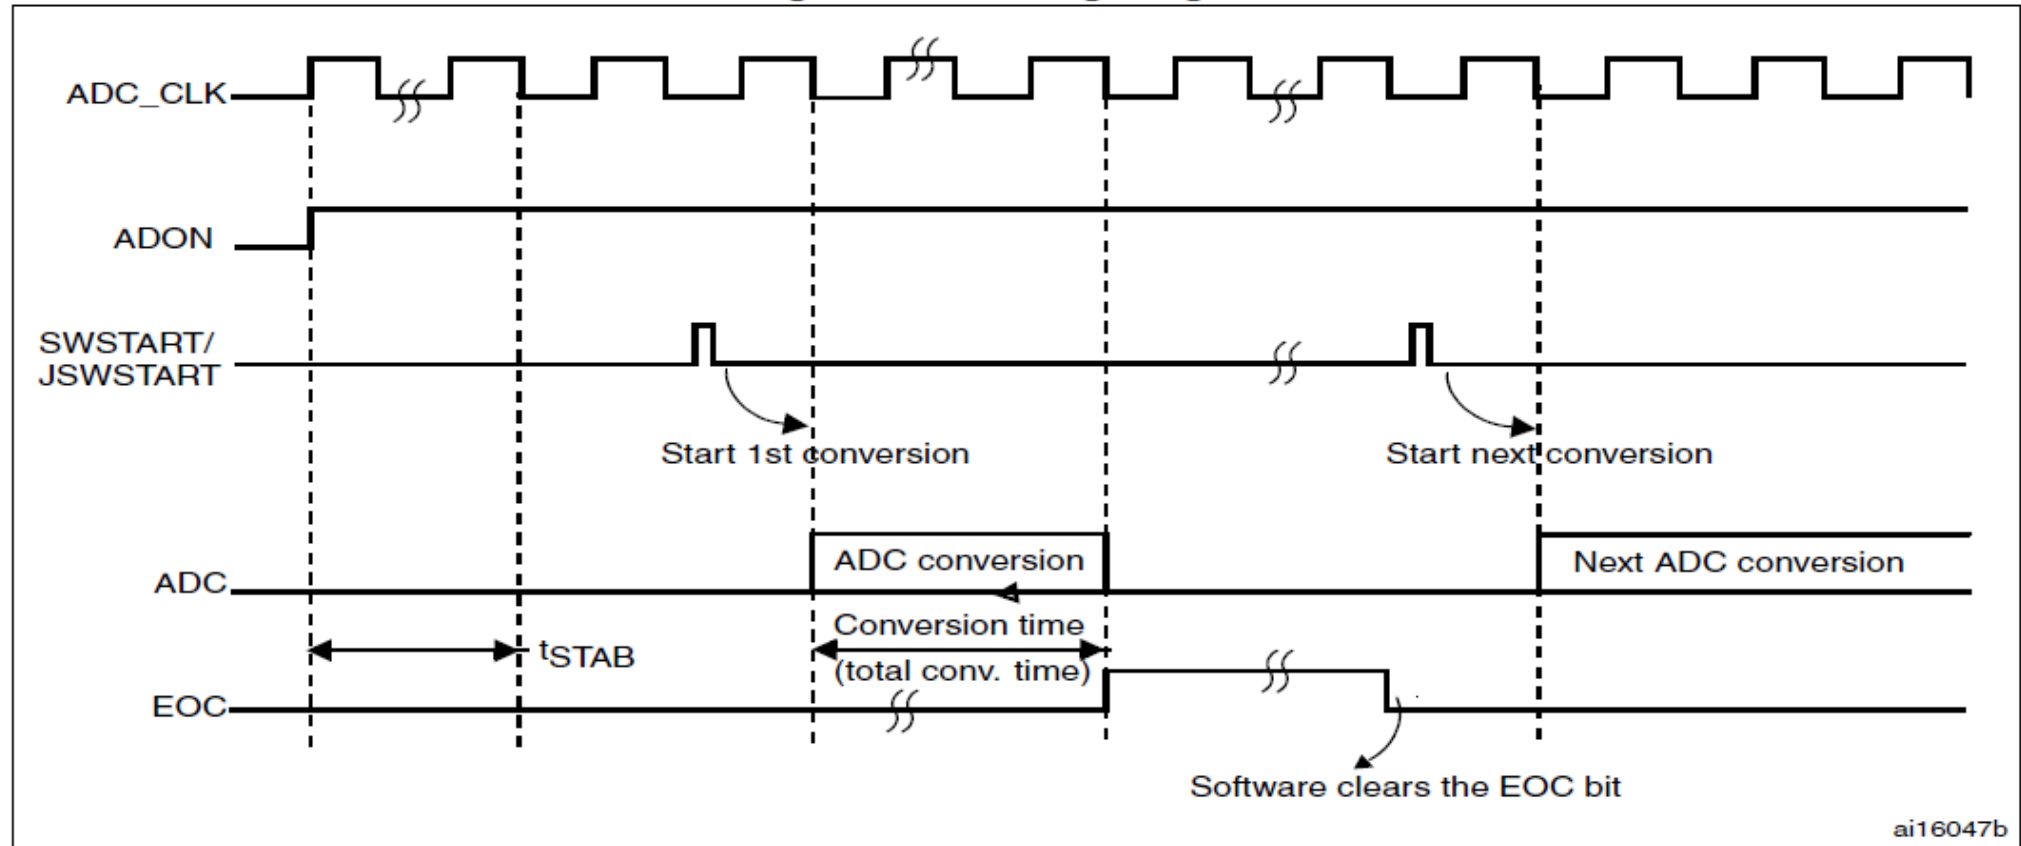 ADC_CLK
ADON
SWSTART/
JSWSTART
Start 1st conversion
Start next conversion
ADC conversion
Next ADC conversion
ADC
Conversion time
tSTAB
(total conv. time)
EOC
Software clears the EOC bit
ai16047b